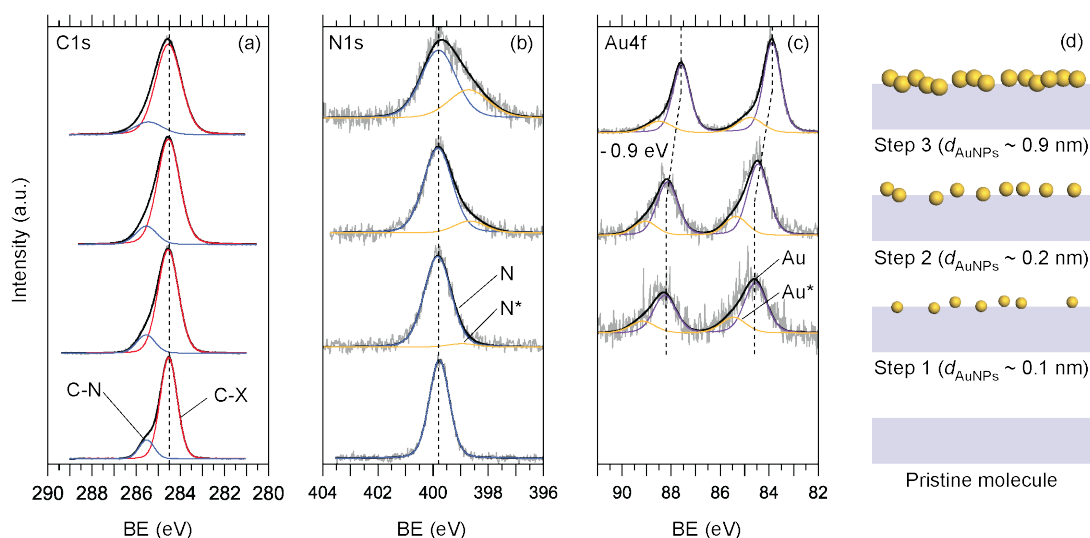 C1s
(a)
C-N
C-X
290 288 286 284 282 280
BE (eV)
Intensity (a.u.)
N1s
(b)
N
N*
404 402 400 398 396
BE (eV)
Au4f
(c)
- 0.9 eV
Au
Au*
90 88 86 84 82
BE (eV)
(d)
Step 3 (dAuNPs ~ 0.9 nm)
Step 2 (dAuNPs ~ 0.2 nm)
Step 1 (dAuNPs ~ 0.1 nm)
Pristine molecule